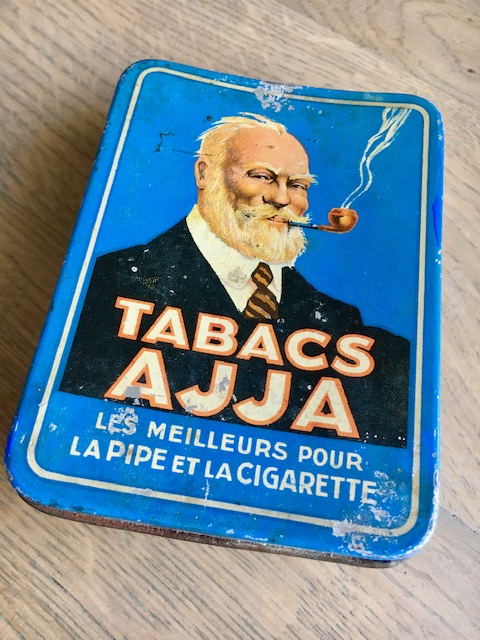 TABACS
AJJA
LES MEILLEURS POUR
LA PIPE ET LA CIGARETTE